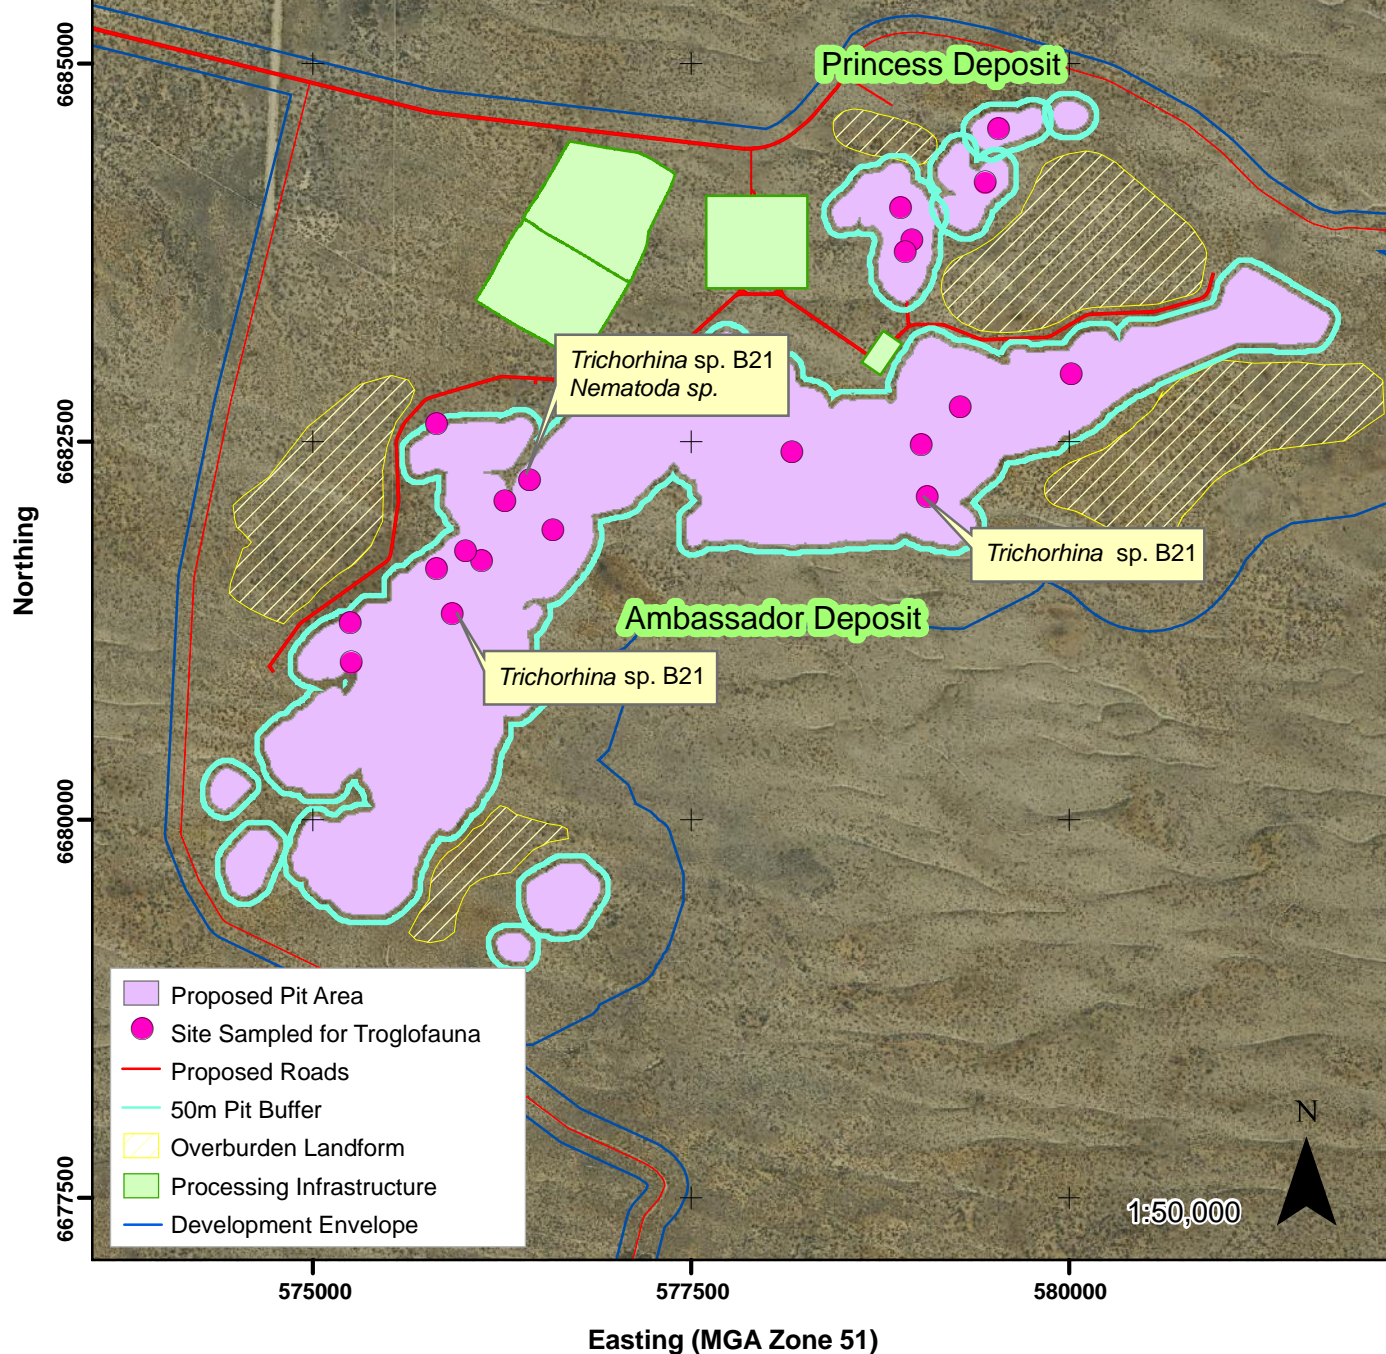 Princess Deposit
Trichorhina sp. B21
Nematoda sp.
Trichorhina sp. B21
Ambassador Deposit
Trichorhina sp. B21
Proposed Pit Area
Site Sampled for Troglofauna
Proposed Roads
50m Pit Buffer
Overburden Landform
Processing Infrastructure
Development Envelope
N
1:50,000
6685000
6682500
6680000
6677500
Northing
575000
577500
580000
Easting (MGA Zone 51)